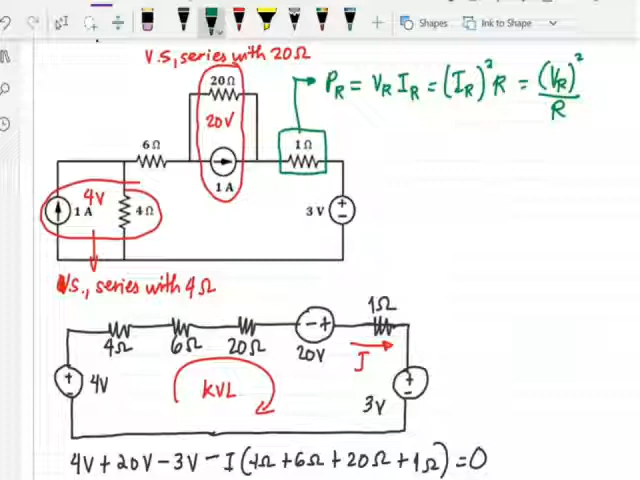 Shapes
Ink to Shape
V.S., series with 20Ω
20Ω
20V
1 A
P_R = V_R I_R = (I_R)² R = (V_R)² / R
6Ω
1Ω
4V
1 A
4Ω
3 V
V.S., series with 4Ω
1Ω
4Ω
6Ω
20Ω
20V
I
4V
KVL
3V
4V + 20V - 3V - I(4Ω + 6Ω + 20Ω + 1Ω) = 0